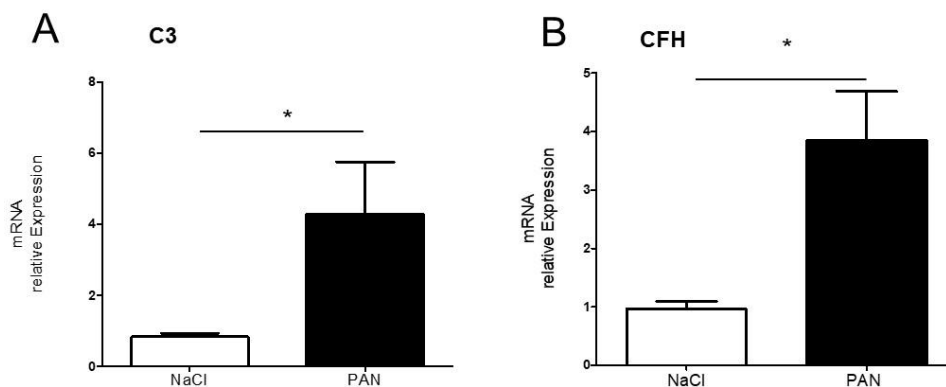 A
C3
*
8
6
4
2
0
mRNA
relative Expression
NaCl
PAN
B
CFH
*
5
4
3
2
1
0
mRNA
relative Expression
NaCl
PAN